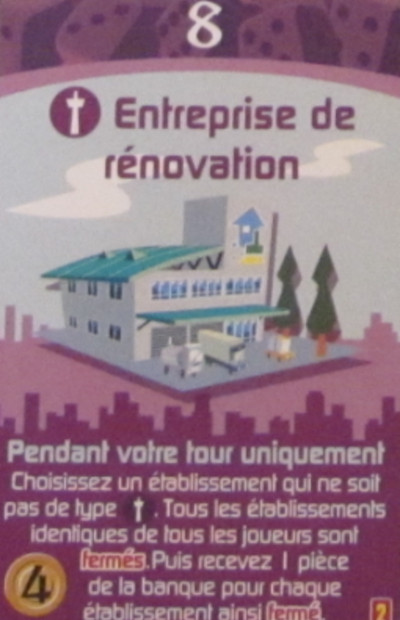 8
Entreprise de
rénovation
Pendant votre tour uniquement
Choisissez un établissement qui ne soit
pas de type . Tous les établissements
identiques de tous les joueurs sont
fermés.Puis recevez 1 pièce
4
de la banque pour chaque
établissement ainsi fermé.
2